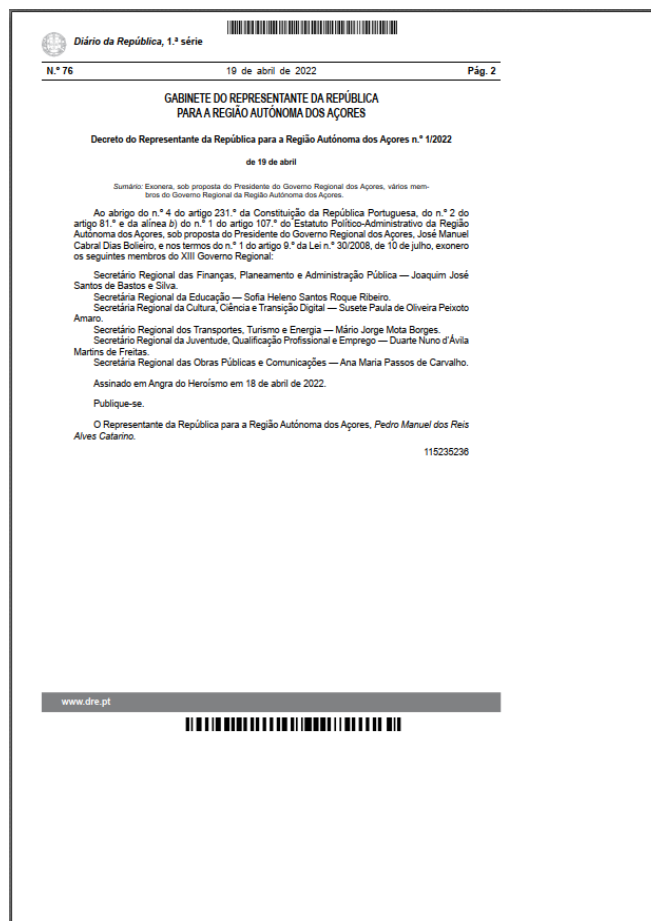 Diário da República, 1.ª série
N.º 76 19 de abril de 2022 Pág. 2
GABINETE DO REPRESENTANTE DA REPÚBLICA
PARA A REGIÃO AUTÓNOMA DOS AÇORES
Decreto do Representante da República para a Região Autónoma dos Açores n.º 1/2022
de 19 de abril
Sumário: Exonera, sob proposta do Presidente do Governo Regional dos Açores, vários mem-
bros do Governo Regional da Região Autónoma dos Açores.
Ao abrigo do n.º 4 do artigo 231.º da Constituição da República Portuguesa, do n.º 2 do
artigo 81.º e da alínea b) do n.º 1 do artigo 107.º do Estatuto Político-Administrativo da Região
Autónoma dos Açores, sob proposta do Presidente do Governo Regional dos Açores, José Manuel
Cabral Dias Bolieiro, e nos termos do n.º 1 do artigo 9.º da Lei n.º 30/2008, de 10 de julho, exonero
os seguintes membros do XIII Governo Regional:
Secretário Regional das Finanças, Planeamento e Administração Pública — Joaquim José
Santos de Bastos e Silva.
Secretária Regional da Educação — Sofia Heleno Santos Roque Ribeiro.
Secretária Regional da Cultura, Ciência e Transição Digital — Susete Paula de Oliveira Peixoto
Amaro.
Secretário Regional dos Transportes, Turismo e Energia — Mário Jorge Mota Borges.
Secretário Regional da Juventude, Qualificação Profissional e Emprego — Duarte Nuno d'Ávila
Martins de Freitas.
Secretária Regional das Obras Públicas e Comunicações — Ana Maria Passos de Carvalho.
Assinado em Angra do Heroísmo em 18 de abril de 2022.
Publique-se.
O Representante da República para a Região Autónoma dos Açores, Pedro Manuel dos Reis
Alves Catarino.
115235236
www.dre.pt